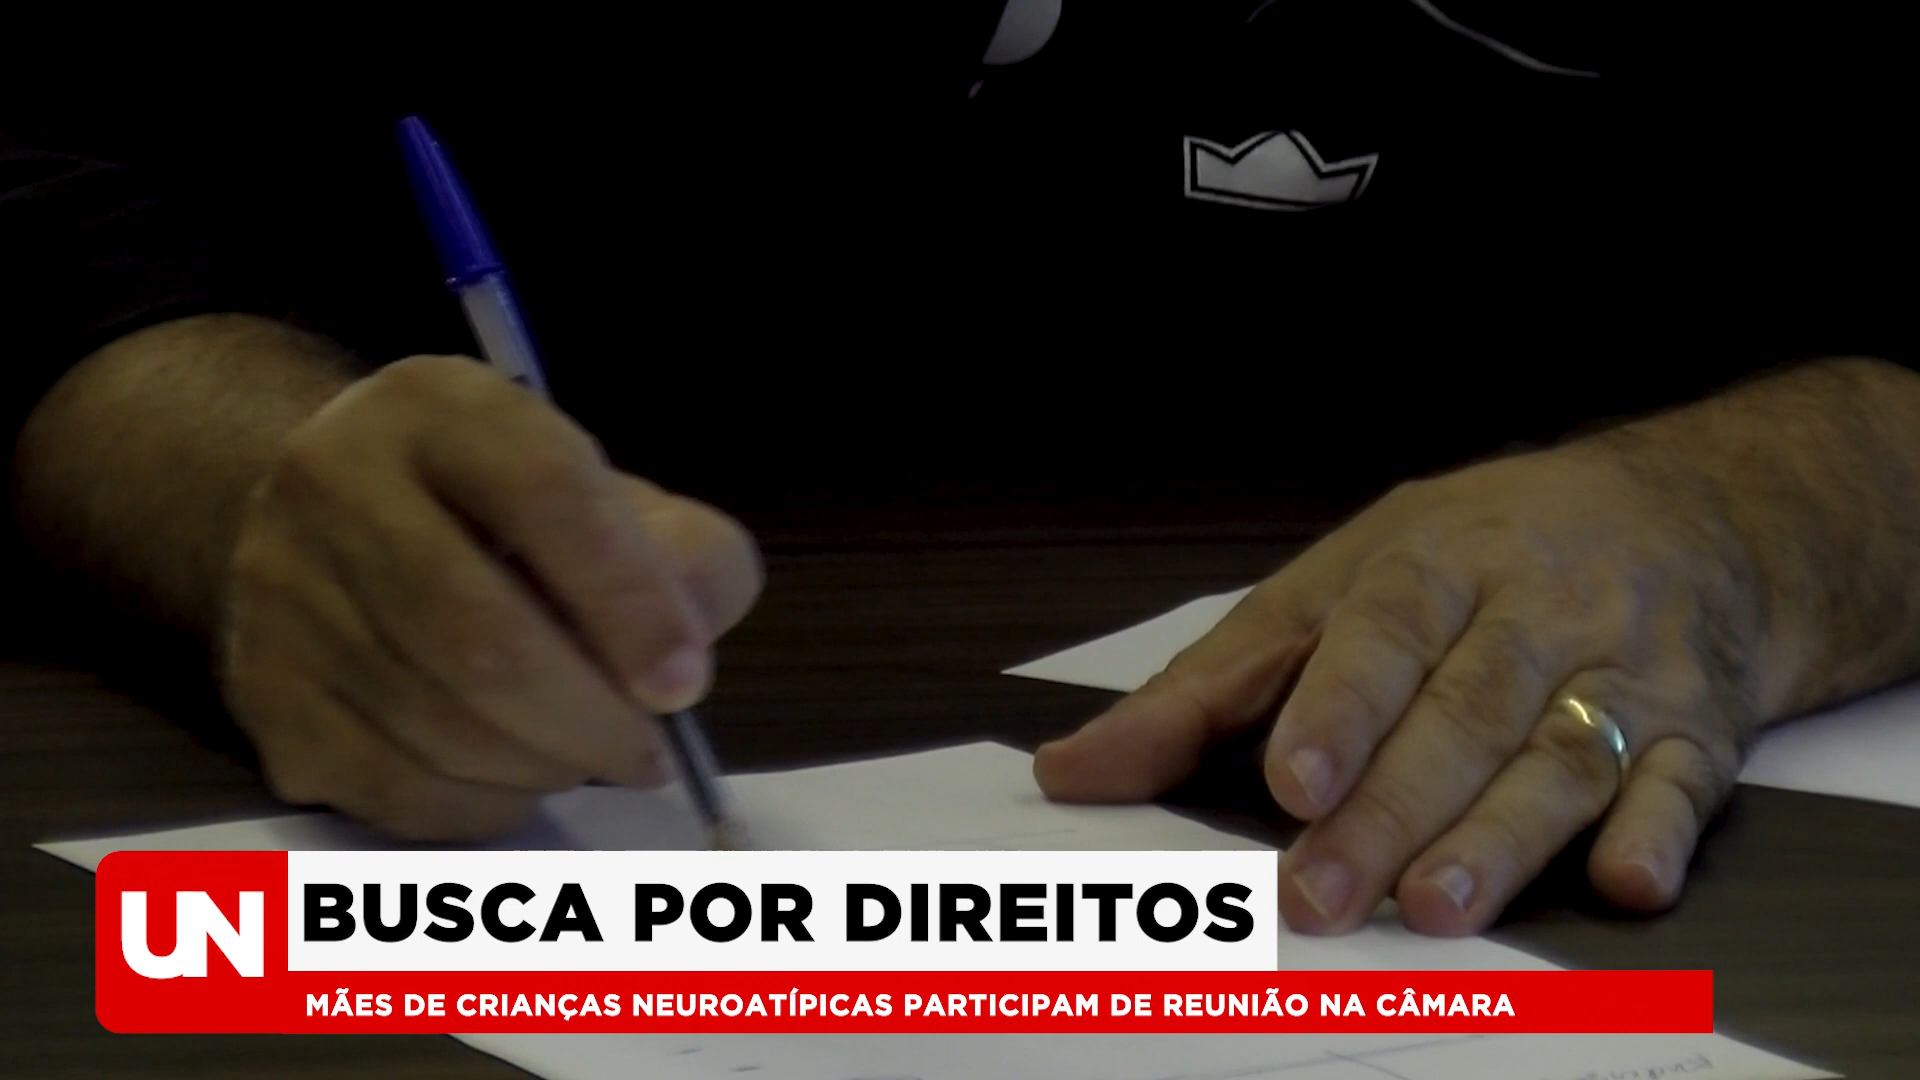 UN
BUSCA POR DIREITOS
MÃES DE CRIANÇAS NEUROATÍPICAS PARTICIPAM DE REUNIÃO NA CÂMARA